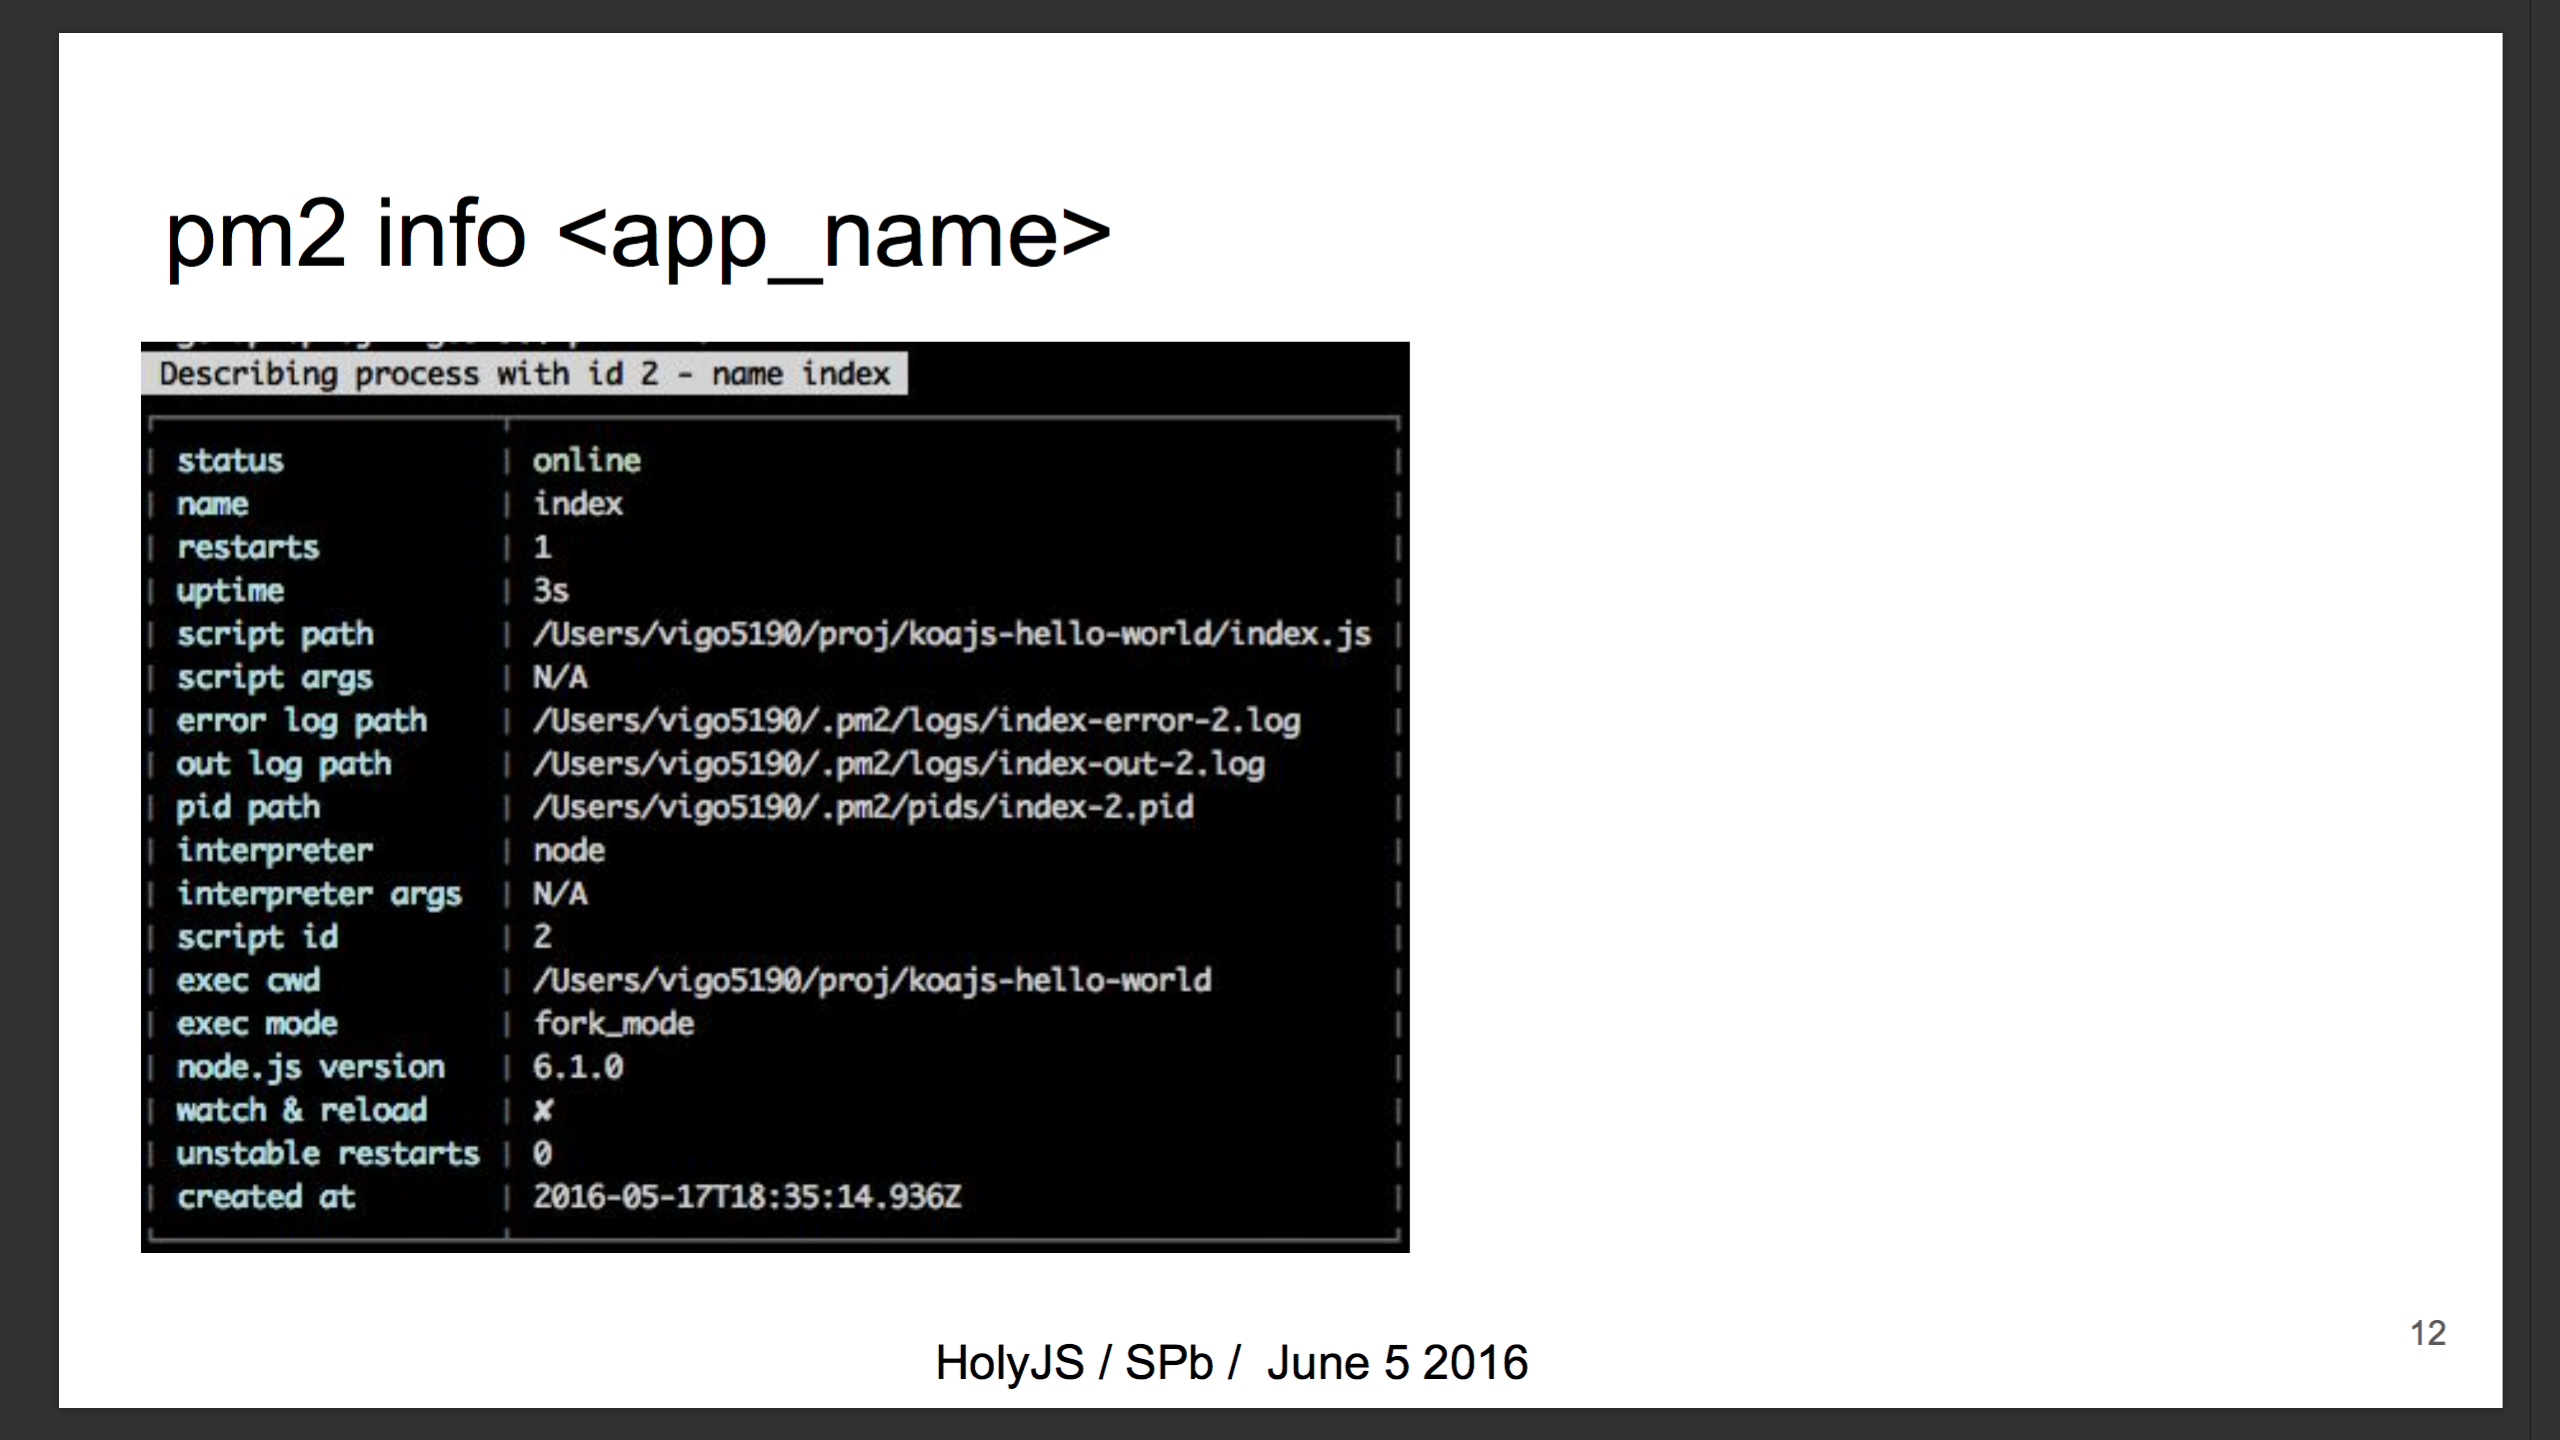 pm2 info <app_name>
Describing process with id 2 - name index
status | online
name | index
restarts | 1
uptime | 3s
script path | /Users/vigo5190/proj/koajs-hello-world/index.js
script args | N/A
error log path | /Users/vigo5190/.pm2/logs/index-error-2.log
out log path | /Users/vigo5190/.pm2/logs/index-out-2.log
pid path | /Users/vigo5190/.pm2/pids/index-2.pid
interpreter | node
interpreter args | N/A
script id | 2
exec cwd | /Users/vigo5190/proj/koajs-hello-world
exec mode | fork_mode
node.js version | 6.1.0
watch & reload | ✘
unstable restarts | 0
created at | 2016-05-17T18:35:14.936Z
12
HolyJS / SPb / June 5 2016